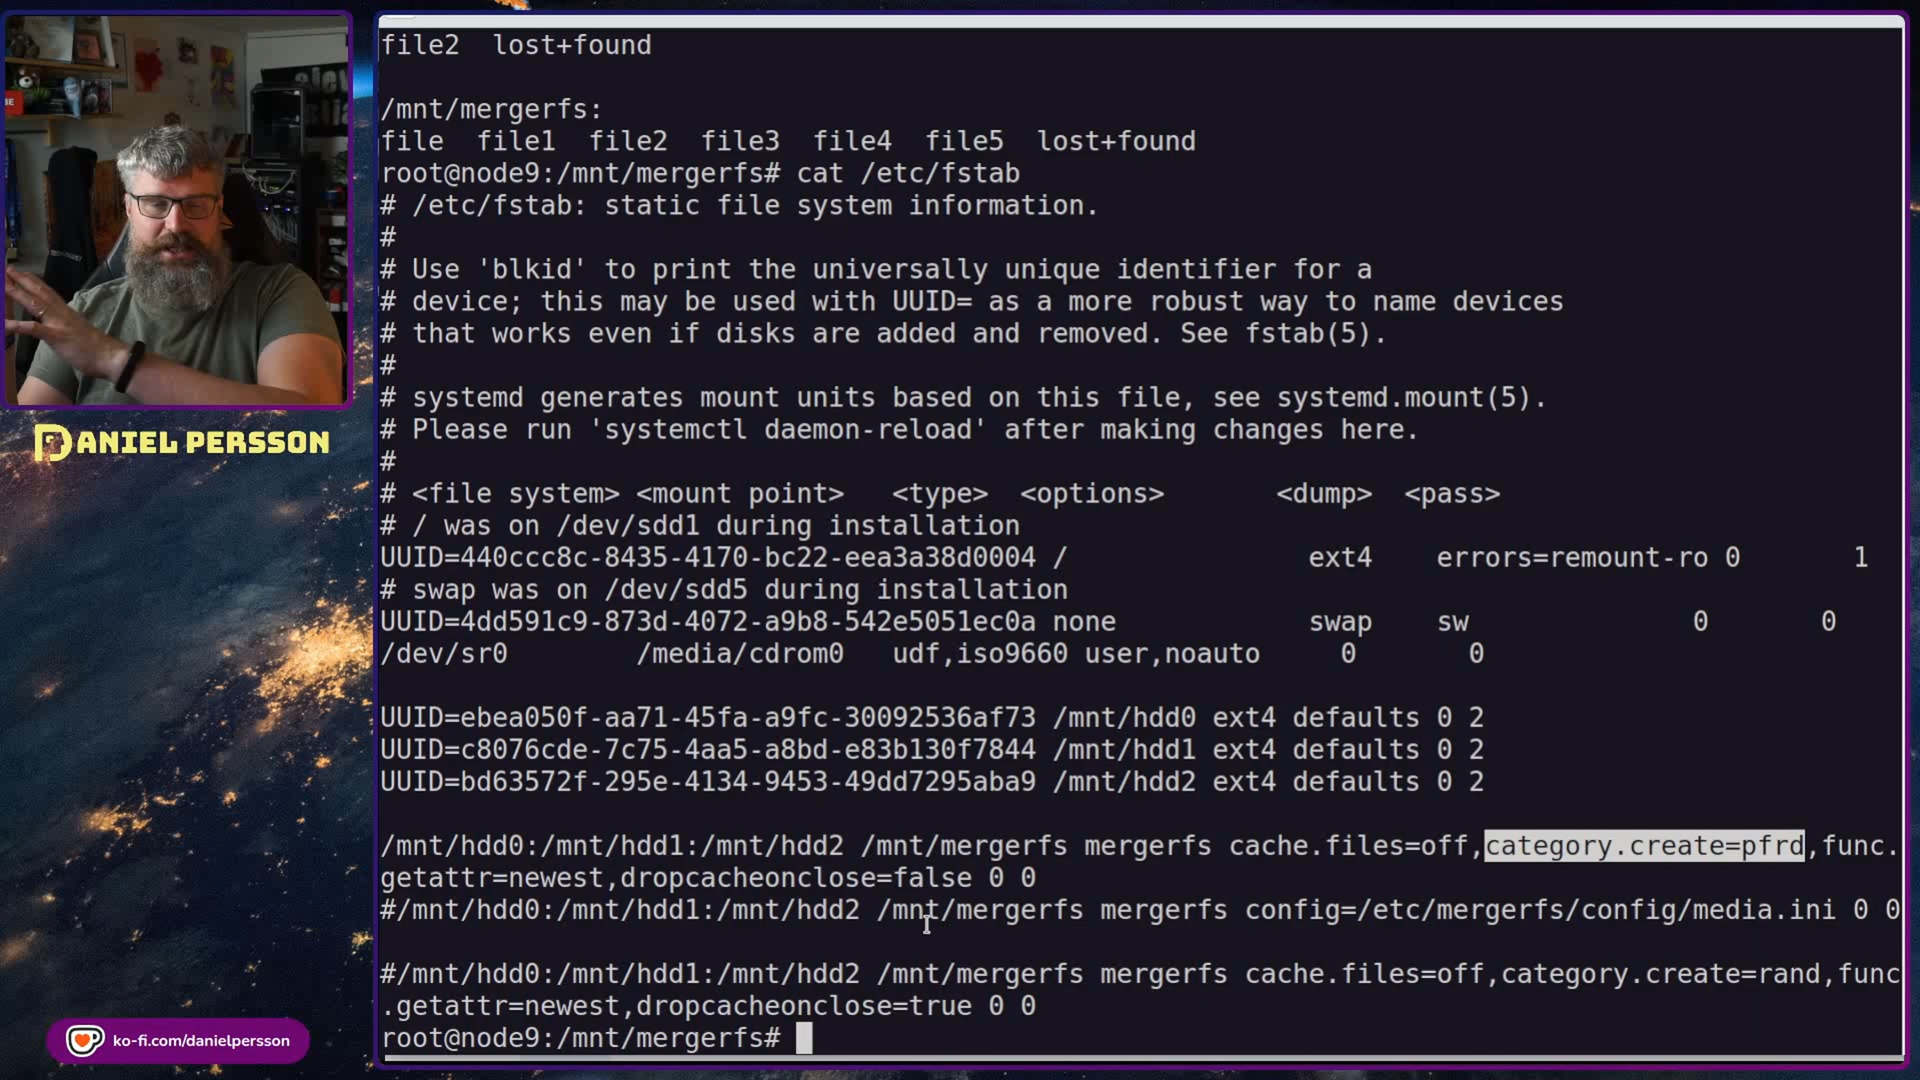 DANIEL PERSSON
ko-fi.com/danielpersson
file2  lost+found
/mnt/mergerfs:
file  file1  file2  file3  file4  file5  lost+found
root@node9:/mnt/mergerfs# cat /etc/fstab
# /etc/fstab: static file system information.
#
# Use 'blkid' to print the universally unique identifier for a
# device; this may be used with UUID= as a more robust way to name devices
# that works even if disks are added and removed. See fstab(5).
#
# systemd generates mount units based on this file, see systemd.mount(5).
# Please run 'systemctl daemon-reload' after making changes here.
#
# <file system> <mount point>   <type>  <options>       <dump>  <pass>
# / was on /dev/sdd1 during installation
UUID=440ccc8c-8435-4170-bc22-eea3a38d0004 /               ext4    errors=remount-ro 0       1
# swap was on /dev/sdd5 during installation
UUID=4dd591c9-873d-4072-a9b8-542e5051ec0a none            swap    sw              0       0
/dev/sr0        /media/cdrom0   udf,iso9660 user,noauto     0       0
UUID=ebea050f-aa71-45fa-a9fc-30092536af73 /mnt/hdd0 ext4 defaults 0 2
UUID=c8076cde-7c75-4aa5-a8bd-e83b130f7844 /mnt/hdd1 ext4 defaults 0 2
UUID=bd63572f-295e-4134-9453-49dd7295aba9 /mnt/hdd2 ext4 defaults 0 2
/mnt/hdd0:/mnt/hdd1:/mnt/hdd2 /mnt/mergerfs mergerfs cache.files=off,category.create=pfrd,func.
getattr=newest,dropcacheonclose=false 0 0
#/mnt/hdd0:/mnt/hdd1:/mnt/hdd2 /mnt/mergerfs mergerfs config=/etc/mergerfs/config/media.ini 0 0
#/mnt/hdd0:/mnt/hdd1:/mnt/hdd2 /mnt/mergerfs mergerfs cache.files=off,category.create=rand,func
.getattr=newest,dropcacheonclose=true 0 0
root@node9:/mnt/mergerfs#